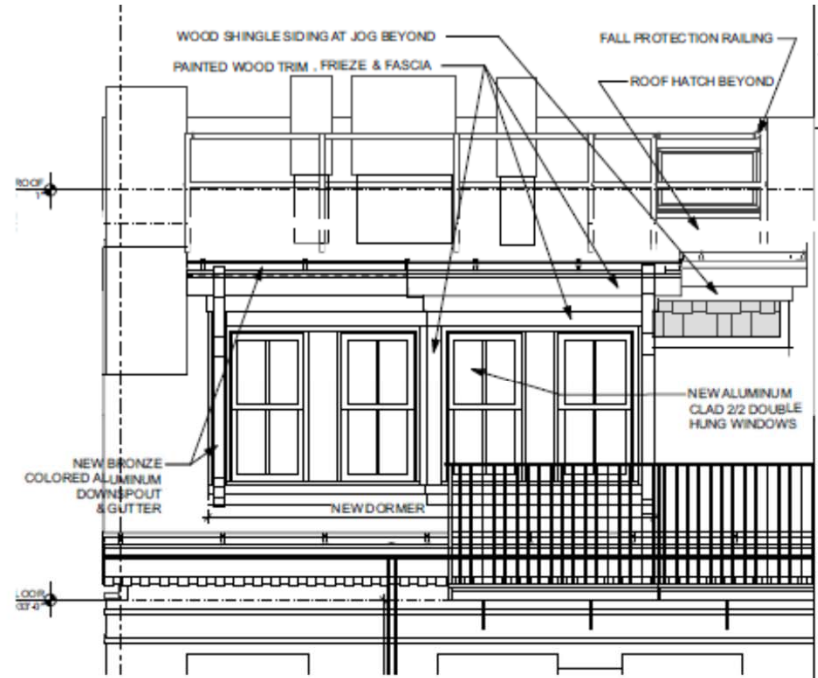 WOOD SHINGLE SIDING AT JOG BEYOND
FALL PROTECTION RAILING
PAINTED WOOD TRIM , FRIEZE & FASCIA
ROOF HATCH BEYOND
ROOF
NEW ALUMINUM
CLAD 2/2 DOUBLE
HUNG WINDOWS
NEW BRONZE
COLORED ALUMINUM
DOWNSPOUT
& GUTTER
NEW DORMER
LOOR